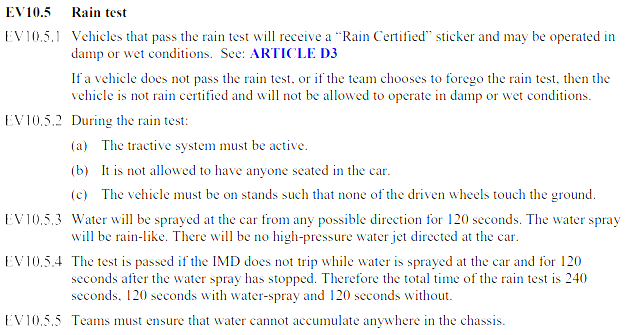 EV10.5 Rain test
EV10.5.1 Vehicles that pass the rain test will receive a “Rain Certified” sticker and may be operated in
damp or wet conditions. See: ARTICLE D3
If a vehicle does not pass the rain test, or if the team chooses to forego the rain test, then the
vehicle is not rain certified and will not be allowed to operate in damp or wet conditions.
EV10.5.2 During the rain test:
(a) The tractive system must be active.
(b) It is not allowed to have anyone seated in the car.
(c) The vehicle must be on stands such that none of the driven wheels touch the ground.
EV10.5.3 Water will be sprayed at the car from any possible direction for 120 seconds. The water spray
will be rain-like. There will be no high-pressure water jet directed at the car.
EV10.5.4 The test is passed if the IMD does not trip while water is sprayed at the car and for 120
seconds after the water spray has stopped. Therefore the total time of the rain test is 240
seconds, 120 seconds with water-spray and 120 seconds without.
EV10.5.5 Teams must ensure that water cannot accumulate anywhere in the chassis.